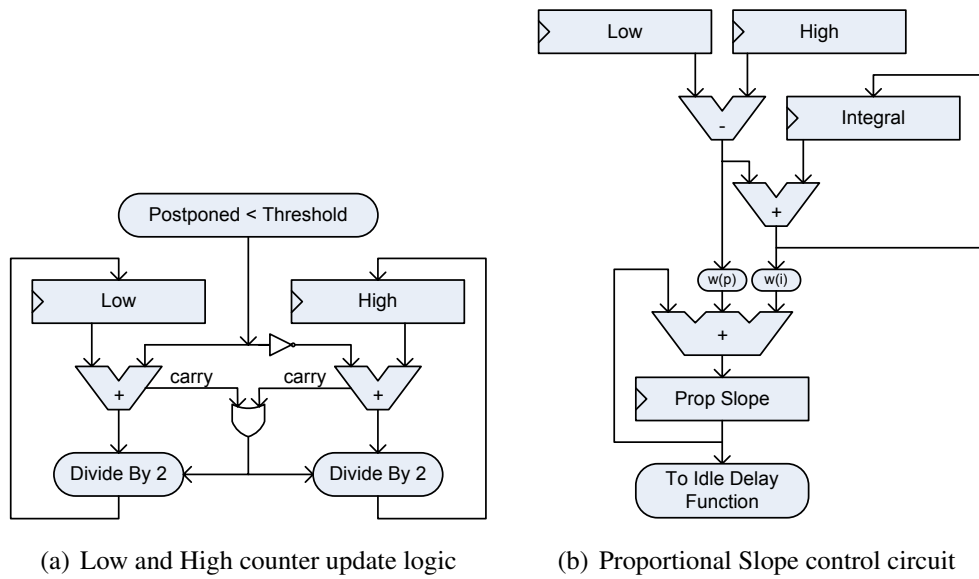 Postponed < Threshold
Low
High
+
carry
carry
+
Divide By 2
Divide By 2
(a) Low and High counter update logic
Low
High
-
Integral
+
w(p)
w(i)
+
Prop Slope
To Idle Delay
Function
(b) Proportional Slope control circuit